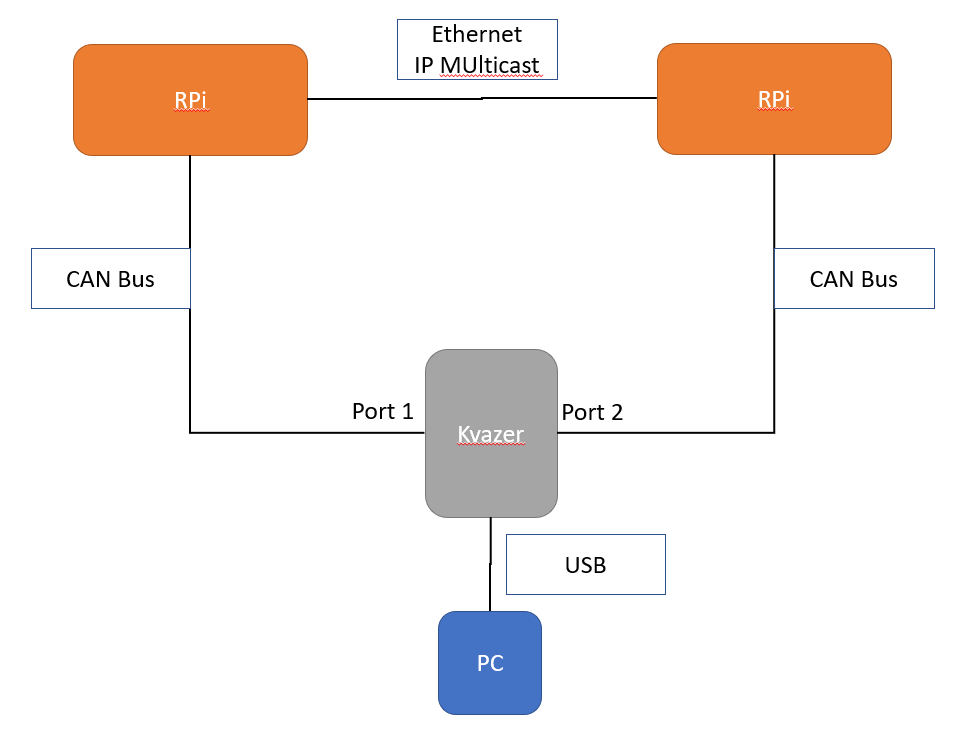 Ethernet
IP MUlticast
RPi
RPi
CAN Bus
CAN Bus
Port 1
Port 2
Kvazer
USB
PC